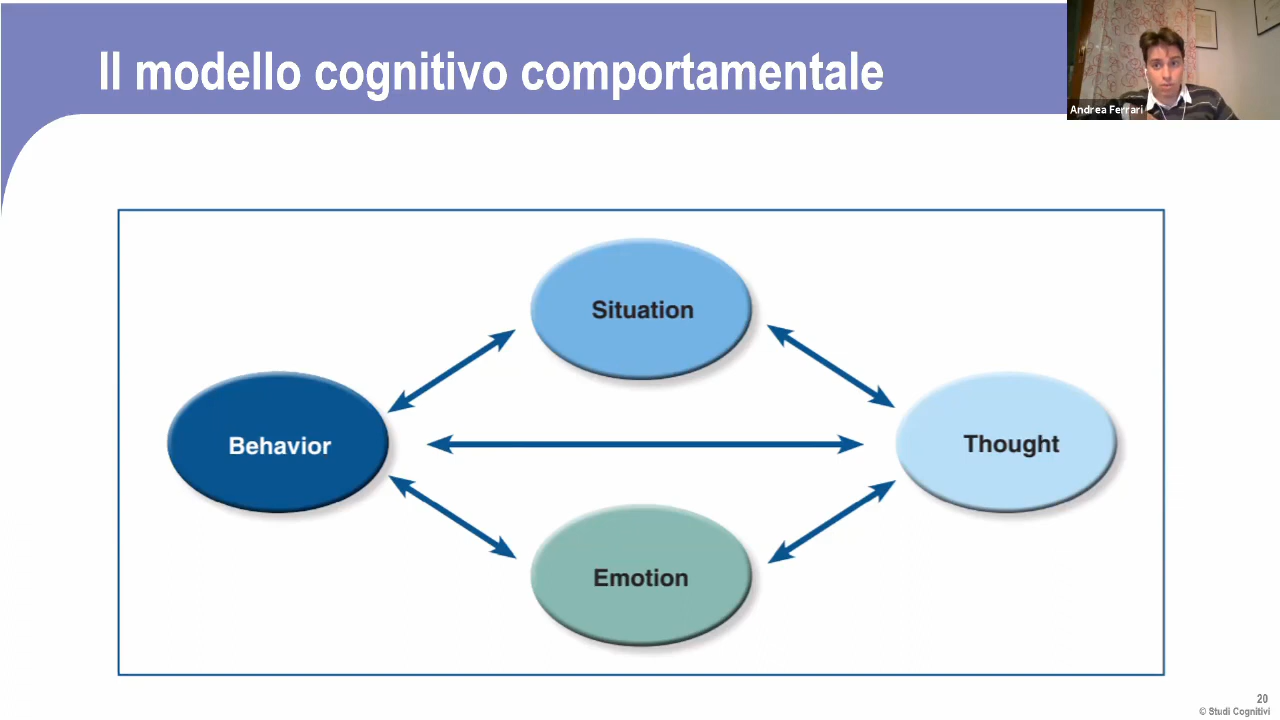 Il modello cognitivo comportamentale
Andrea Ferrari
Situation
Behavior
Thought
Emotion
20
© Studi Cognitivi